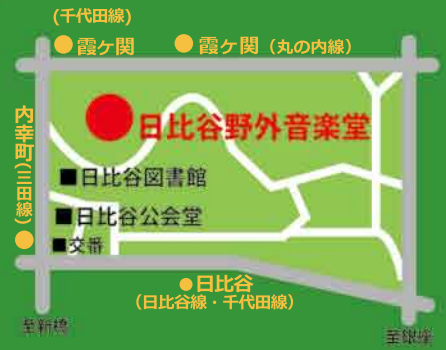 (千代田線)
霞ケ関
霞ケ関（丸の内線）
日比谷野外音楽堂
内幸町(三田線)
■日比谷図書館
■日比谷公会堂
■交番
日比谷
（日比谷線・千代田線）
至新橋
至銀座